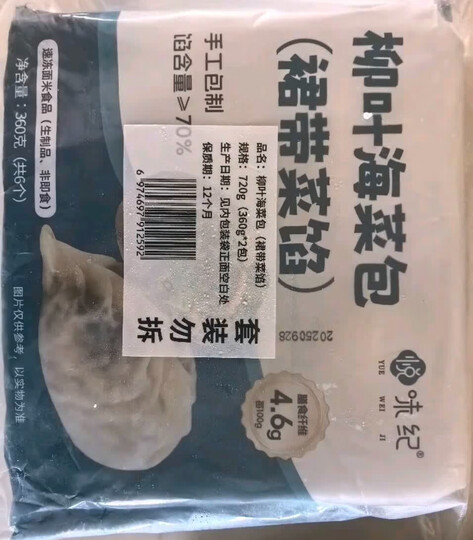 柳叶海菜包
（裙带菜馅）
手工包制
馅含量≥70%
速冻面米食品（生制品、非即食）
净含量：360克（共6个）
品名：柳叶海菜包（裙带菜馅）
规格：720g（360g*2包）
生产日期：见内包装袋正面空白处
保质期：12个月
6974697912592
套装勿拆
20250928
悦味纪®
YUE WEI JI
膳食纤维
4.6g
每100g
图片仅供参考，以实物为准